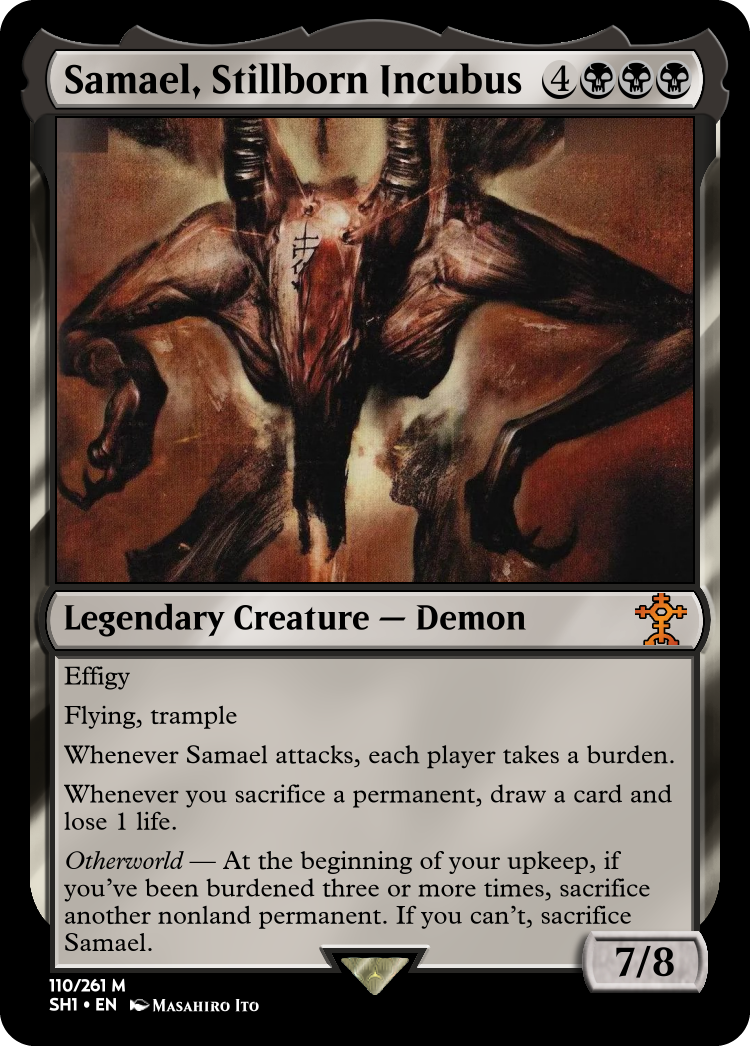 Samael, Stillborn Incubus 4
Legendary Creature — Demon
Effigy
Flying, trample
Whenever Samael attacks, each player takes a burden.
Whenever you sacrifice a permanent, draw a card and
lose 1 life.
Otherworld — At the beginning of your upkeep, if
you've been burdened three or more times, sacrifice
another nonland permanent. If you can't, sacrifice
Samael.
7/8
110/261 M
SH1 • EN Masahiro Ito